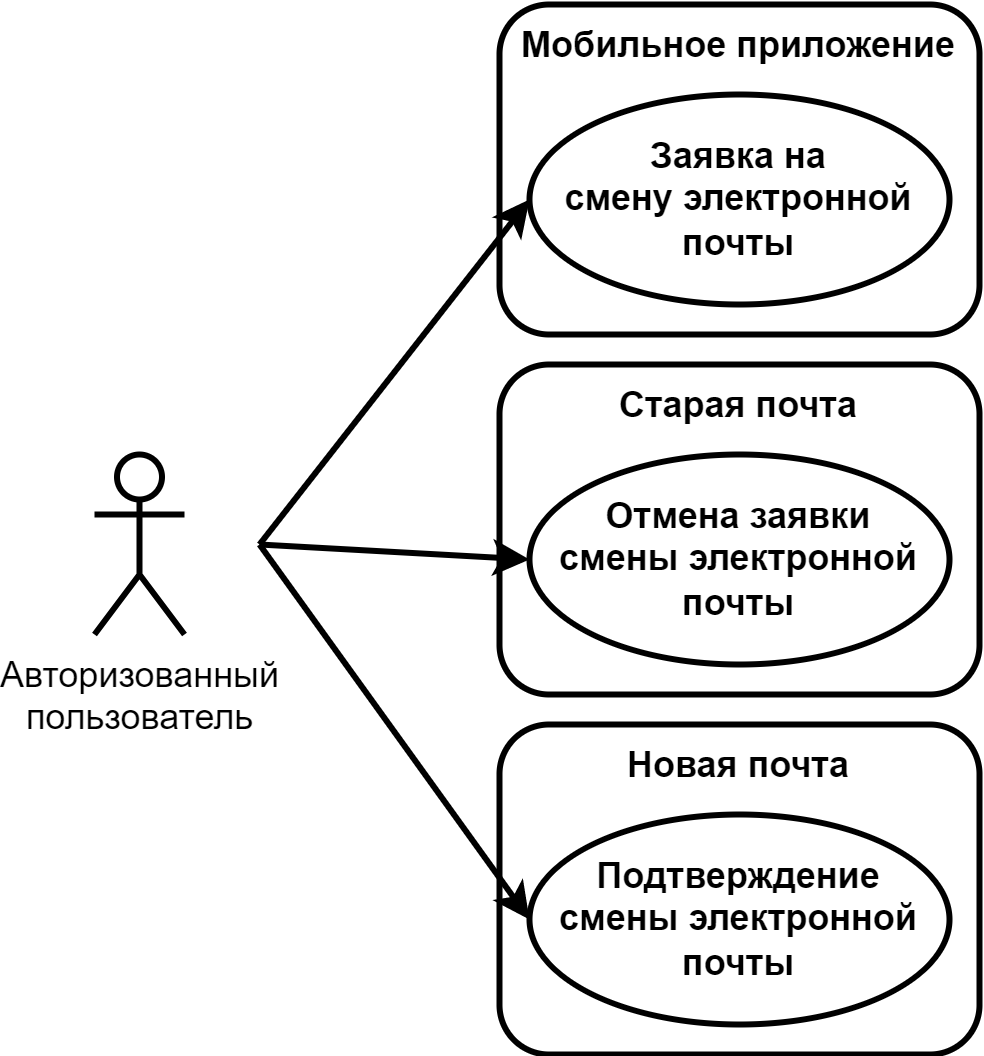 Мобильное приложение
Заявка на
смену электронной
почты
Старая почта
Отмена заявки
смены электронной
почты
Авторизованный
пользователь
Новая почта
Подтверждение
смены электронной
почты